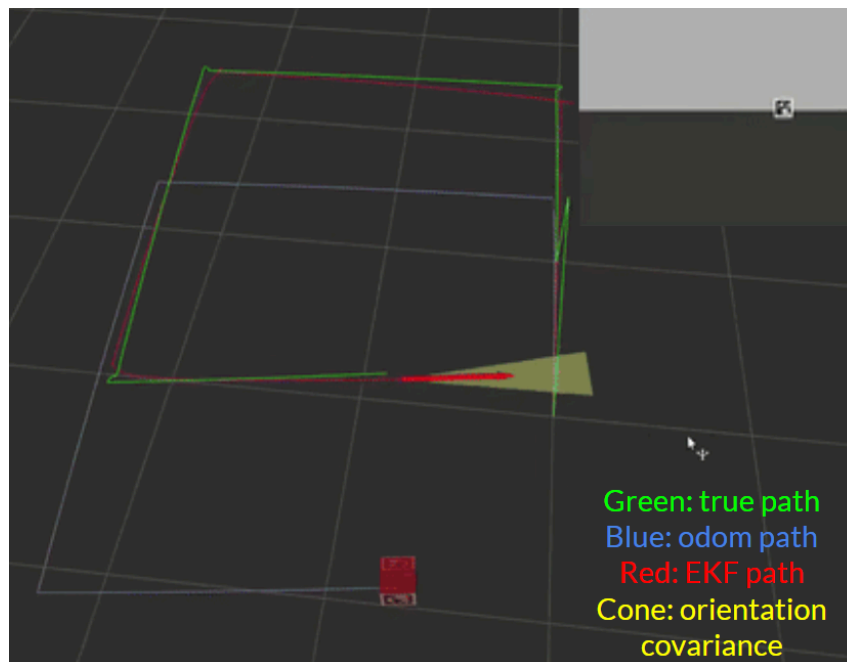 Green: true path
Blue: odom path
Red: EKF path
Cone: orientation
covariance